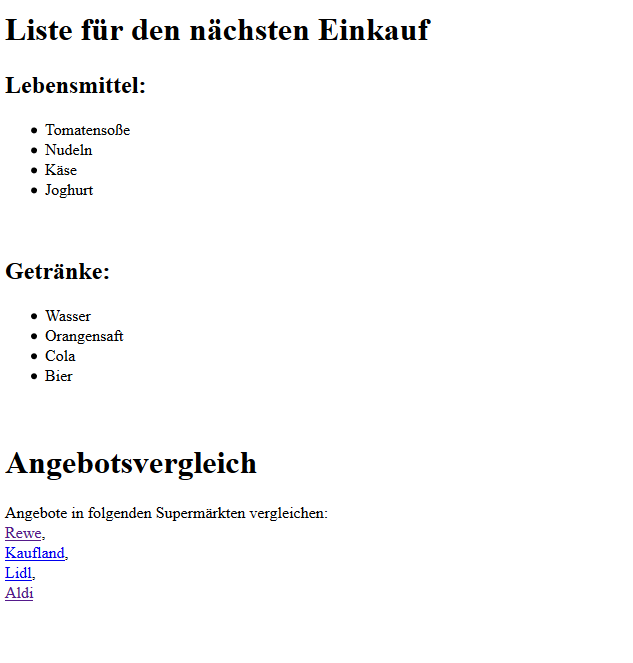 Liste für den nächsten Einkauf
Lebensmittel:
Tomatensoße
Nudeln
Käse
Joghurt
Getränke:
Wasser
Orangensaft
Cola
Bier
Angebotsvergleich
Angebote in folgenden Supermärkten vergleichen:
Rewe,
Kaufland,
Lidl,
Aldi